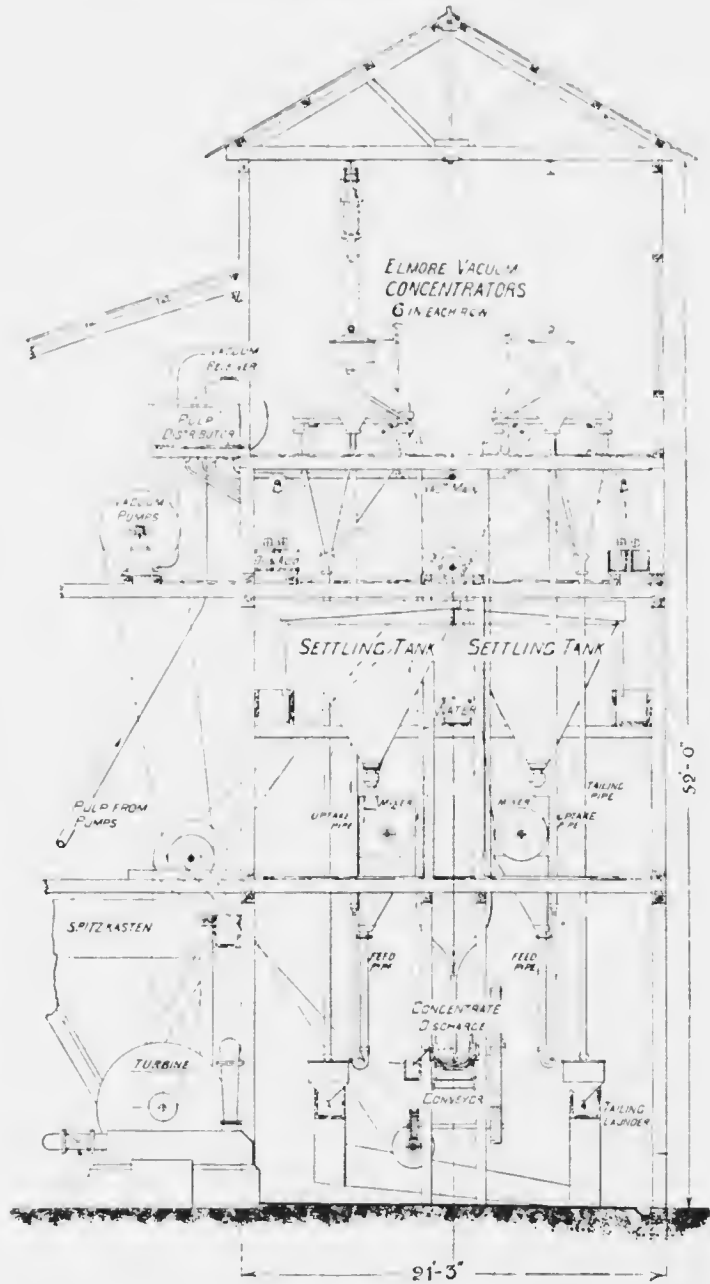 ELMORE VACUUM
CONCENTRATORS
6 IN EACH ROW
VACUUM
PULP
DISTRIBUTOR
VACUUM
PUMPS
SETTLING TANK
SETTLING TANK
WATER
PULP FROM
PUMPS
UPTAKE
PIPE
MIXER
MIXER
UPTAKE
PIPE
TAILING
PIPE
52'-0"
SPITZKASTEN
FEED
PIPE
FEED
PIPE
CONCENTRATE
DISCHARGE
TURBINE
CONVEYOR
TAILING
LAUNDER
21'-3"